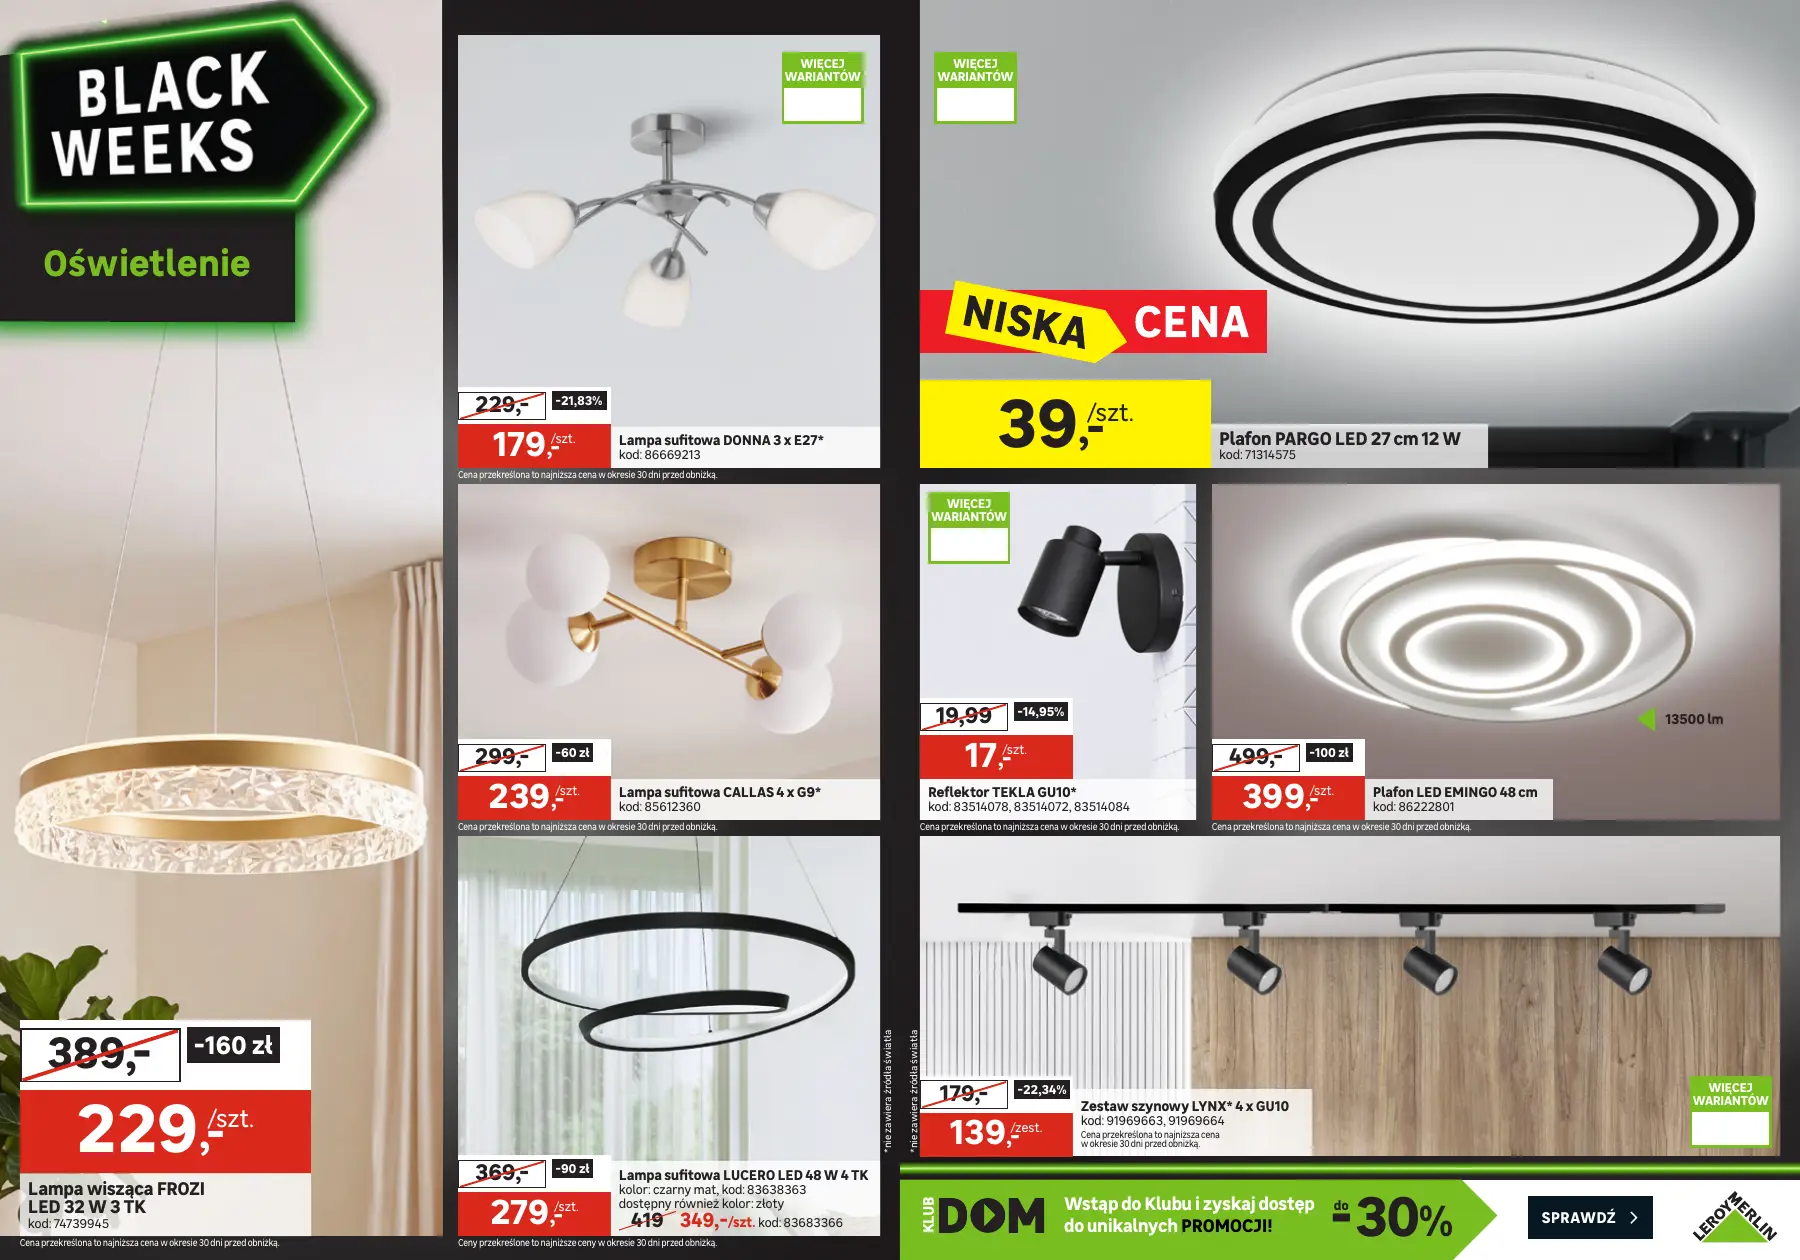 BLACK
WEEKS
Oświetlenie
389,-
-160 zł
229,-/szt.
Lampa wisząca FROZI
LED 32 W 3 TK
kod: 74739945
Cena przekreślona to najniższa cena w okresie 30 dni przed obniżką.
WIĘCEJ
WARIANTÓW
229,-
-21,83%
179,-/szt.
Lampa sufitowa DONNA 3 x E27*
kod: 86669213
Cena przekreślona to najniższa cena w okresie 30 dni przed obniżką.
299,-
-60 zł
239,-/szt.
Lampa sufitowa CALLAS 4 x G9*
kod: 85612360
Cena przekreślona to najniższa cena w okresie 30 dni przed obniżką.
369,-
-90 zł
279,-/szt.
Lampa sufitowa LUCERO LED 48 W 4 TK
kolor: czarny mat, kod: 83638363
dostępny również kolor: złoty
419 349,-/szt. kod: 83683366
Ceny przekreślone to najniższe ceny w okresie 30 dni przed obniżką.
*nie zawiera źródła światła
WIĘCEJ
WARIANTÓW
NISKA CENA
39,-/szt.
Plafon PARGO LED 27 cm 12 W
kod: 71314575
WIĘCEJ
WARIANTÓW
19,99
-14,95%
17,-/szt.
Reflektor TEKLA GU10*
kod: 83514078, 83514072, 83514084
Cena przekreślona to najniższa cena w okresie 30 dni przed obniżką.
13500 lm
499,-
-100 zł
399,-/szt.
Plafon LED EMINGO 48 cm
kod: 86222801
Cena przekreślona to najniższa cena w okresie 30 dni przed obniżką.
*nie zawiera źródła światła
179,-
-22,34%
139,-/zest.
Zestaw szynowy LYNX* 4 x GU10
kod: 91969663, 91969664
Cena przekreślona to najniższa cena
w okresie 30 dni przed obniżką.
WIĘCEJ
WARIANTÓW
KLUB DOM
Wstąp do Klubu i zyskaj dostęp
do unikalnych PROMOCJI!
do -30%
SPRAWDŹ
LEROY MERLIN